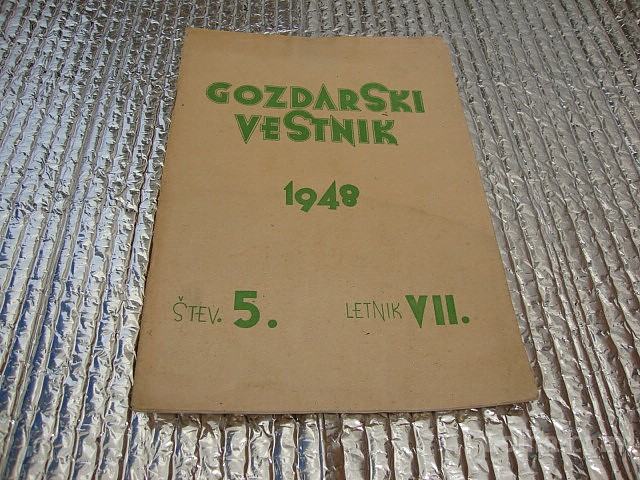 GOZDARSKI
VESTNIK
1948
ŠTEV. 5. LETNIK VII.